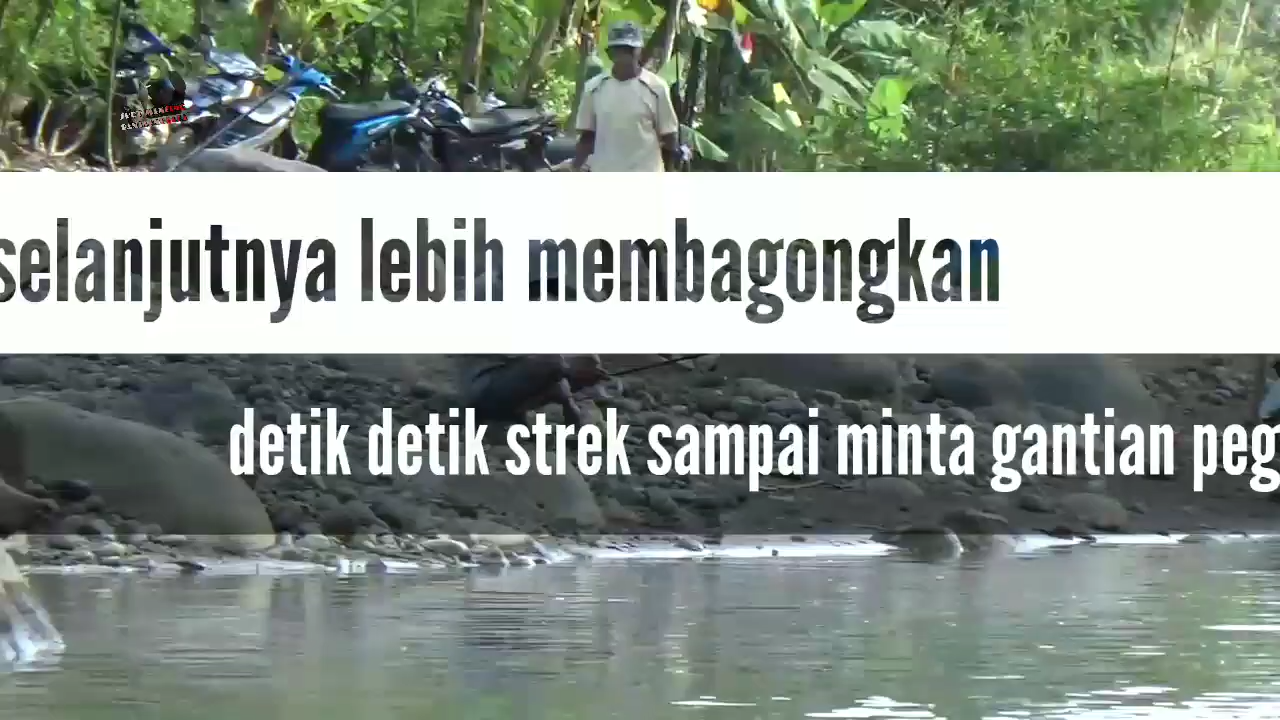 selanjutnya lebih membagongkan
detik detik strek sampai minta gantian peg